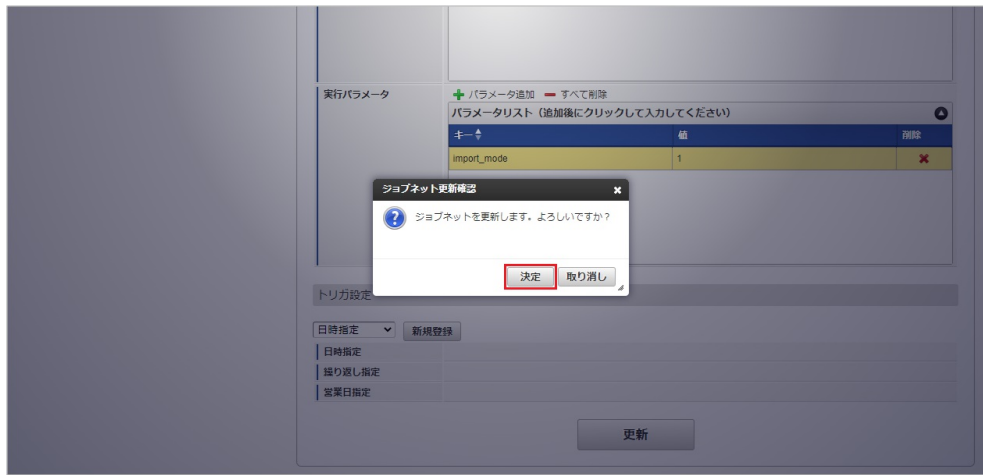 実行パラメータ
パラメータ追加 すべて削除
パラメータリスト（追加後にクリックして入力してください）
キー 値 削除
import_mode 1
ジョブネット更新確認
ジョブネットを更新します。よろしいですか？
決定 取り消し
トリガ設定
日時指定 新規登録
日時指定
繰り返し指定
営業日指定
更新